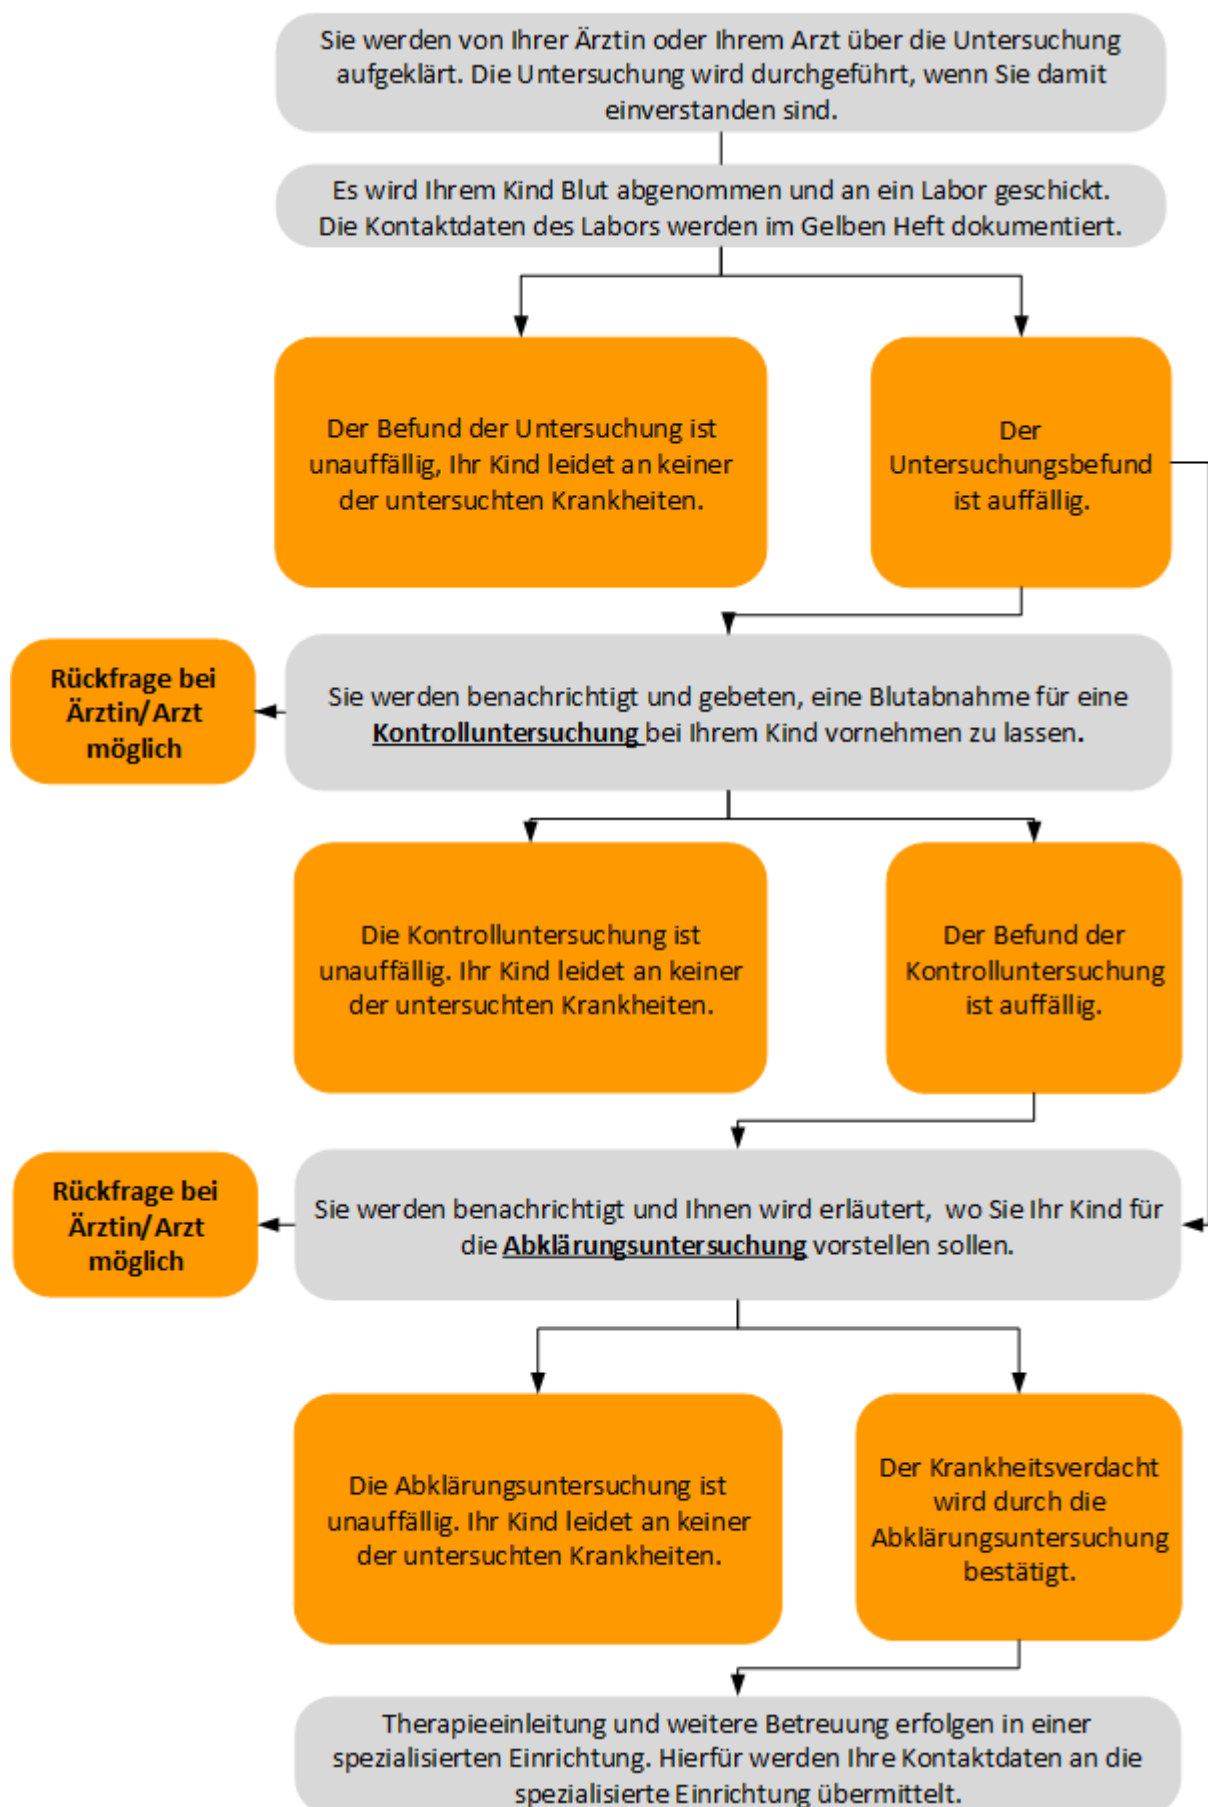 Sie werden von Ihrer Ärztin oder Ihrem Arzt über die Untersuchung
aufgeklärt. Die Untersuchung wird durchgeführt, wenn Sie damit
einverstanden sind.
Es wird Ihrem Kind Blut abgenommen und an ein Labor geschickt.
Die Kontaktdaten des Labors werden im Gelben Heft dokumentiert.
Der Befund der Untersuchung ist
unauffällig, Ihr Kind leidet an keiner
der untersuchten Krankheiten.
Der
Untersuchungsbefund
ist auffällig.
Rückfrage bei
Ärztin/Arzt
möglich
Sie werden benachrichtigt und gebeten, eine Blutabnahme für eine
Kontrolluntersuchung bei Ihrem Kind vornehmen zu lassen.
Die Kontrolluntersuchung ist
unauffällig. Ihr Kind leidet an keiner
der untersuchten Krankheiten.
Der Befund der
Kontrolluntersuchung
ist auffällig.
Rückfrage bei
Ärztin/Arzt
möglich
Sie werden benachrichtigt und Ihnen wird erläutert, wo Sie Ihr Kind für
die Abklärungsuntersuchung vorstellen sollen.
Die Abklärungsuntersuchung ist
unauffällig. Ihr Kind leidet an keiner
der untersuchten Krankheiten.
Der Krankheitsverdacht
wird durch die
Abklärungsuntersuchung
bestätigt.
Therapieeinleitung und weitere Betreuung erfolgen in einer
spezialisierten Einrichtung. Hierfür werden Ihre Kontaktdaten an die
spezialisierte Einrichtung übermittelt.